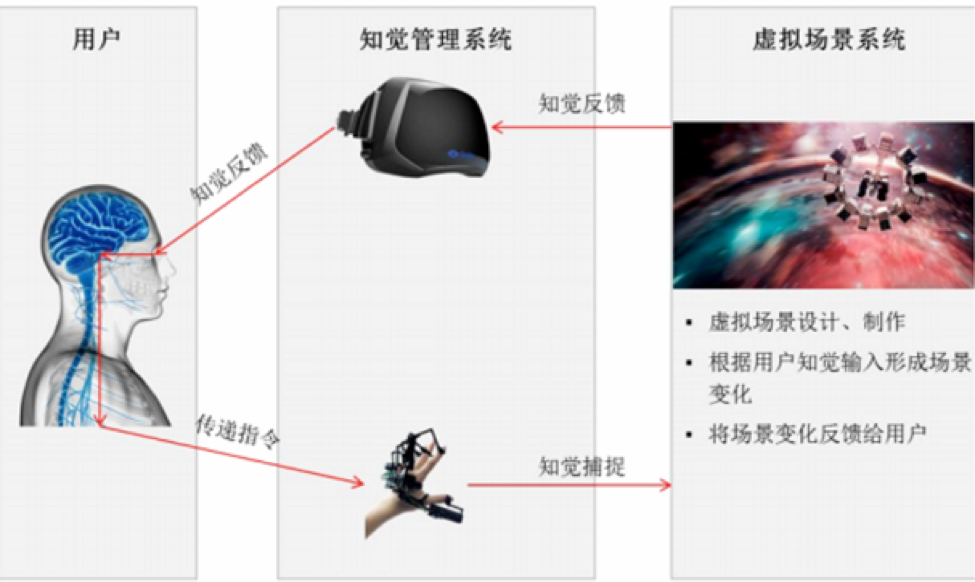 用户
知觉管理系统
虚拟场景系统
知觉反馈
知觉反馈
传递指令
知觉捕捉
▪ 虚拟场景设计、制作
▪ 根据用户知觉输入形成场景
变化
▪ 将场景变化反馈给用户